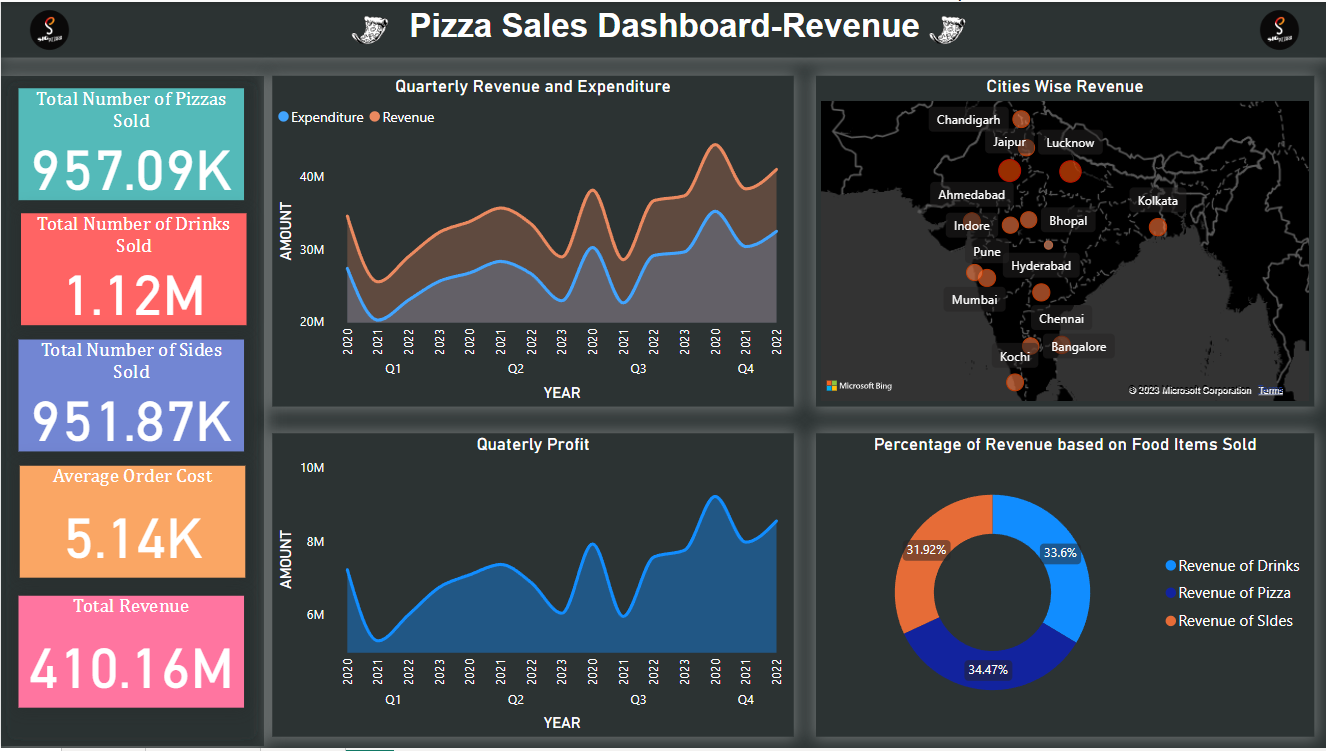 Pizza Sales Dashboard-Revenue
Total Number of Pizzas
Sold
957.09K
Total Number of Drinks
Sold
1.12M
Total Number of Sides
Sold
951.87K
Average Order Cost
5.14K
Total Revenue
410.16M
Quarterly Revenue and Expenditure
Expenditure Revenue
AMOUNT
40M
30M
20M
2020 2021 2022 2023 2020 2021 2022 2023 2020 2021 2022 2023 2020 2021 2022
Q1 Q2 Q3 Q4
YEAR
Cities Wise Revenue
Chandigarh
Jaipur Lucknow
Ahmedabad
Kolkata
Indore Bhopal
Pune
Hyderabad
Mumbai
Chennai
Kochi Bangalore
Microsoft Bing
© 2023 Microsoft Corporation Terms
Quaterly Profit
AMOUNT
10M
8M
6M
2020 2021 2022 2023 2020 2021 2022 2023 2020 2021 2022 2023 2020 2021 2022
Q1 Q2 Q3 Q4
YEAR
Percentage of Revenue based on Food Items Sold
31.92%
33.6%
34.47%
Revenue of Drinks
Revenue of Pizza
Revenue of SIdes